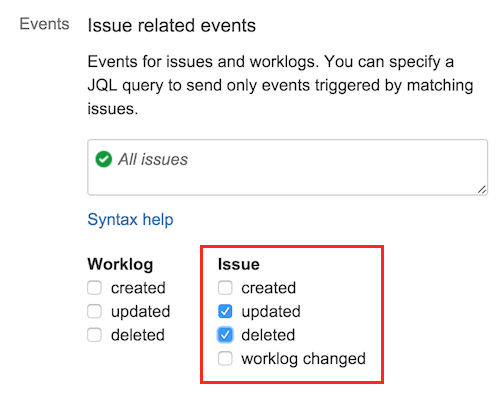 Events
Issue related events
Events for issues and worklogs. You can specify a
JQL query to send only events triggered by matching
issues.
All issues
Syntax help
Worklog
created
updated
deleted
Issue
created
updated
deleted
worklog changed